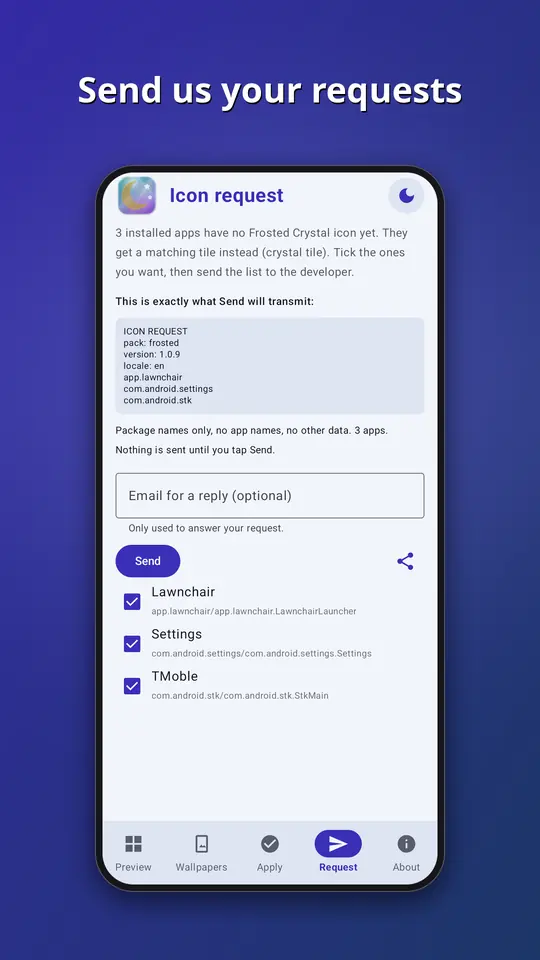 Send us your requests
Icon request
3 installed apps have no Frosted Crystal icon yet. They
get a matching tile instead (crystal tile). Tick the ones
you want, then send the list to the developer.
This is exactly what Send will transmit:
ICON REQUEST
pack: frosted
version: 1.0.9
locale: en
app.lawnchair
com.android.settings
com.android.stk
Package names only, no app names, no other data. 3 apps.
Nothing is sent until you tap Send.
Email for a reply (optional)
Only used to answer your request.
Send
Lawnchair
app.lawnchair/app.lawnchair.LawnchairLauncher
Settings
com.android.settings/com.android.settings.Settings
TMoble
com.android.stk/com.android.stk.StkMain
Preview
Wallpapers
Apply
Request
About